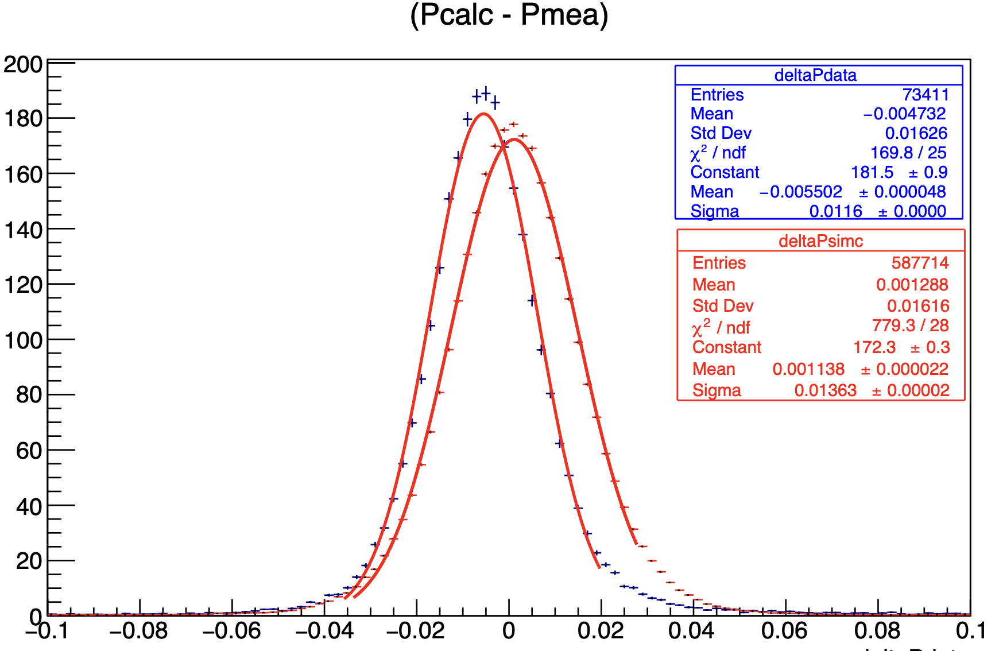 (Pcalc - Pmea)
200
180
160
140
120
100
80
60
40
20
0
deltaPdata
Entries 73411
Mean −0.004732
Std Dev 0.01626
χ² / ndf 169.8 / 25
Constant 181.5 ± 0.9
Mean −0.005502 ± 0.000048
Sigma 0.0116 ± 0.0000
deltaPsimc
Entries 587714
Mean 0.001288
Std Dev 0.01616
χ² / ndf 779.3 / 28
Constant 172.3 ± 0.3
Mean 0.001138 ± 0.000022
Sigma 0.01363 ± 0.00002
−0.1 −0.08 −0.06 −0.04 −0.02 0 0.02 0.04 0.06 0.08 0.1